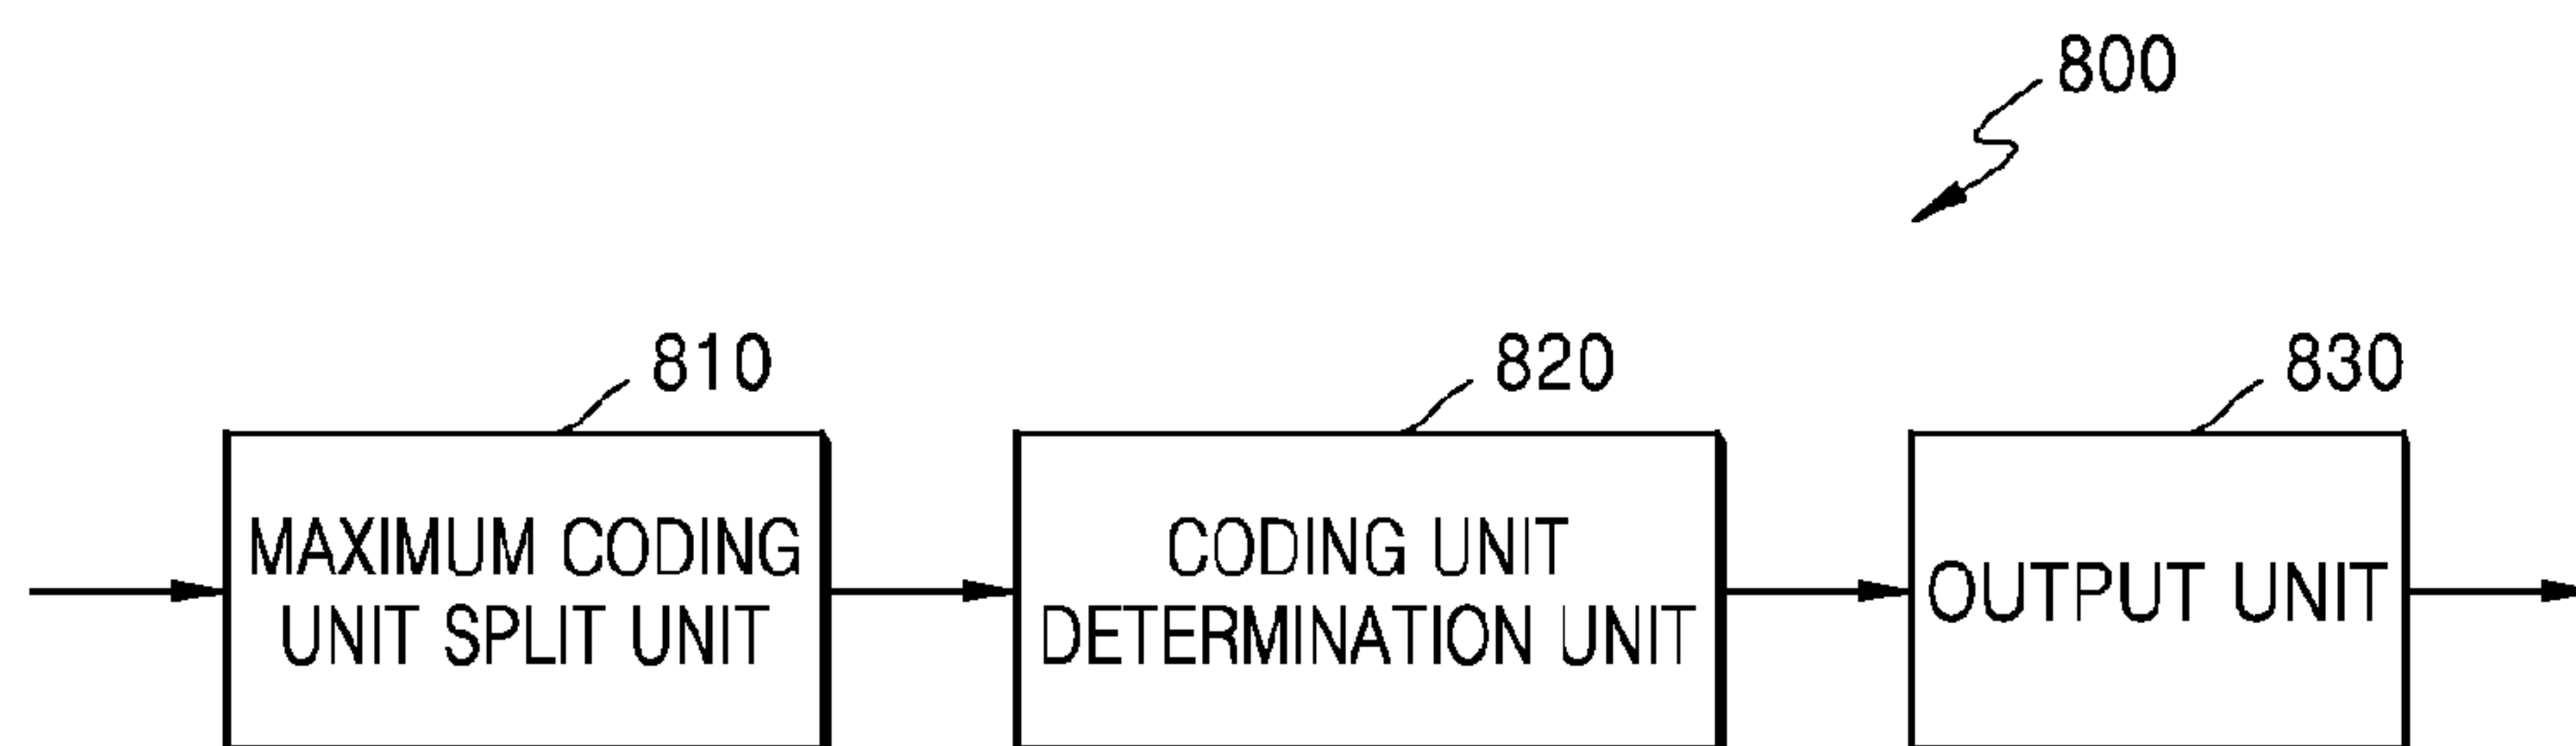 800
810
820
830
MAXIMUM CODING
UNIT SPLIT UNIT
CODING UNIT
DETERMINATION UNIT
OUTPUT UNIT